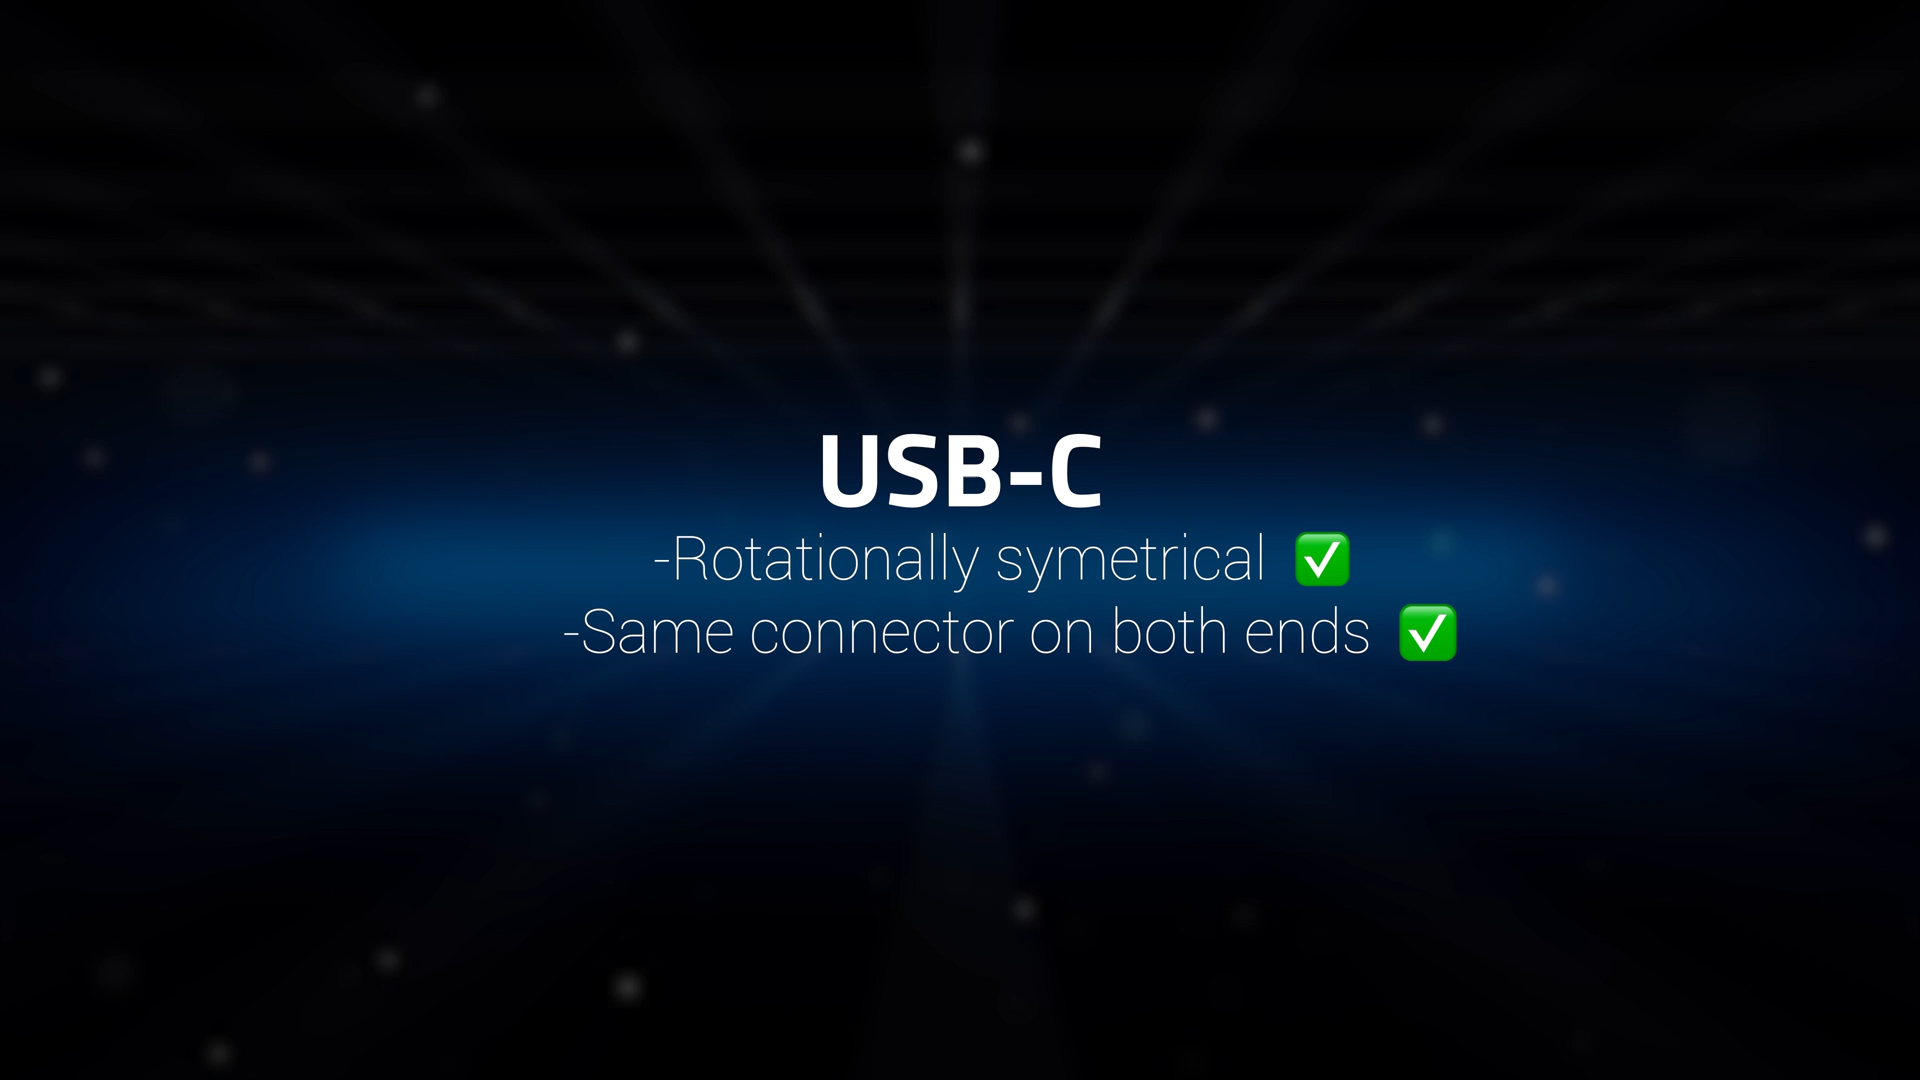 USB-C
-Rotationally symetrical ✅
-Same connector on both ends ✅